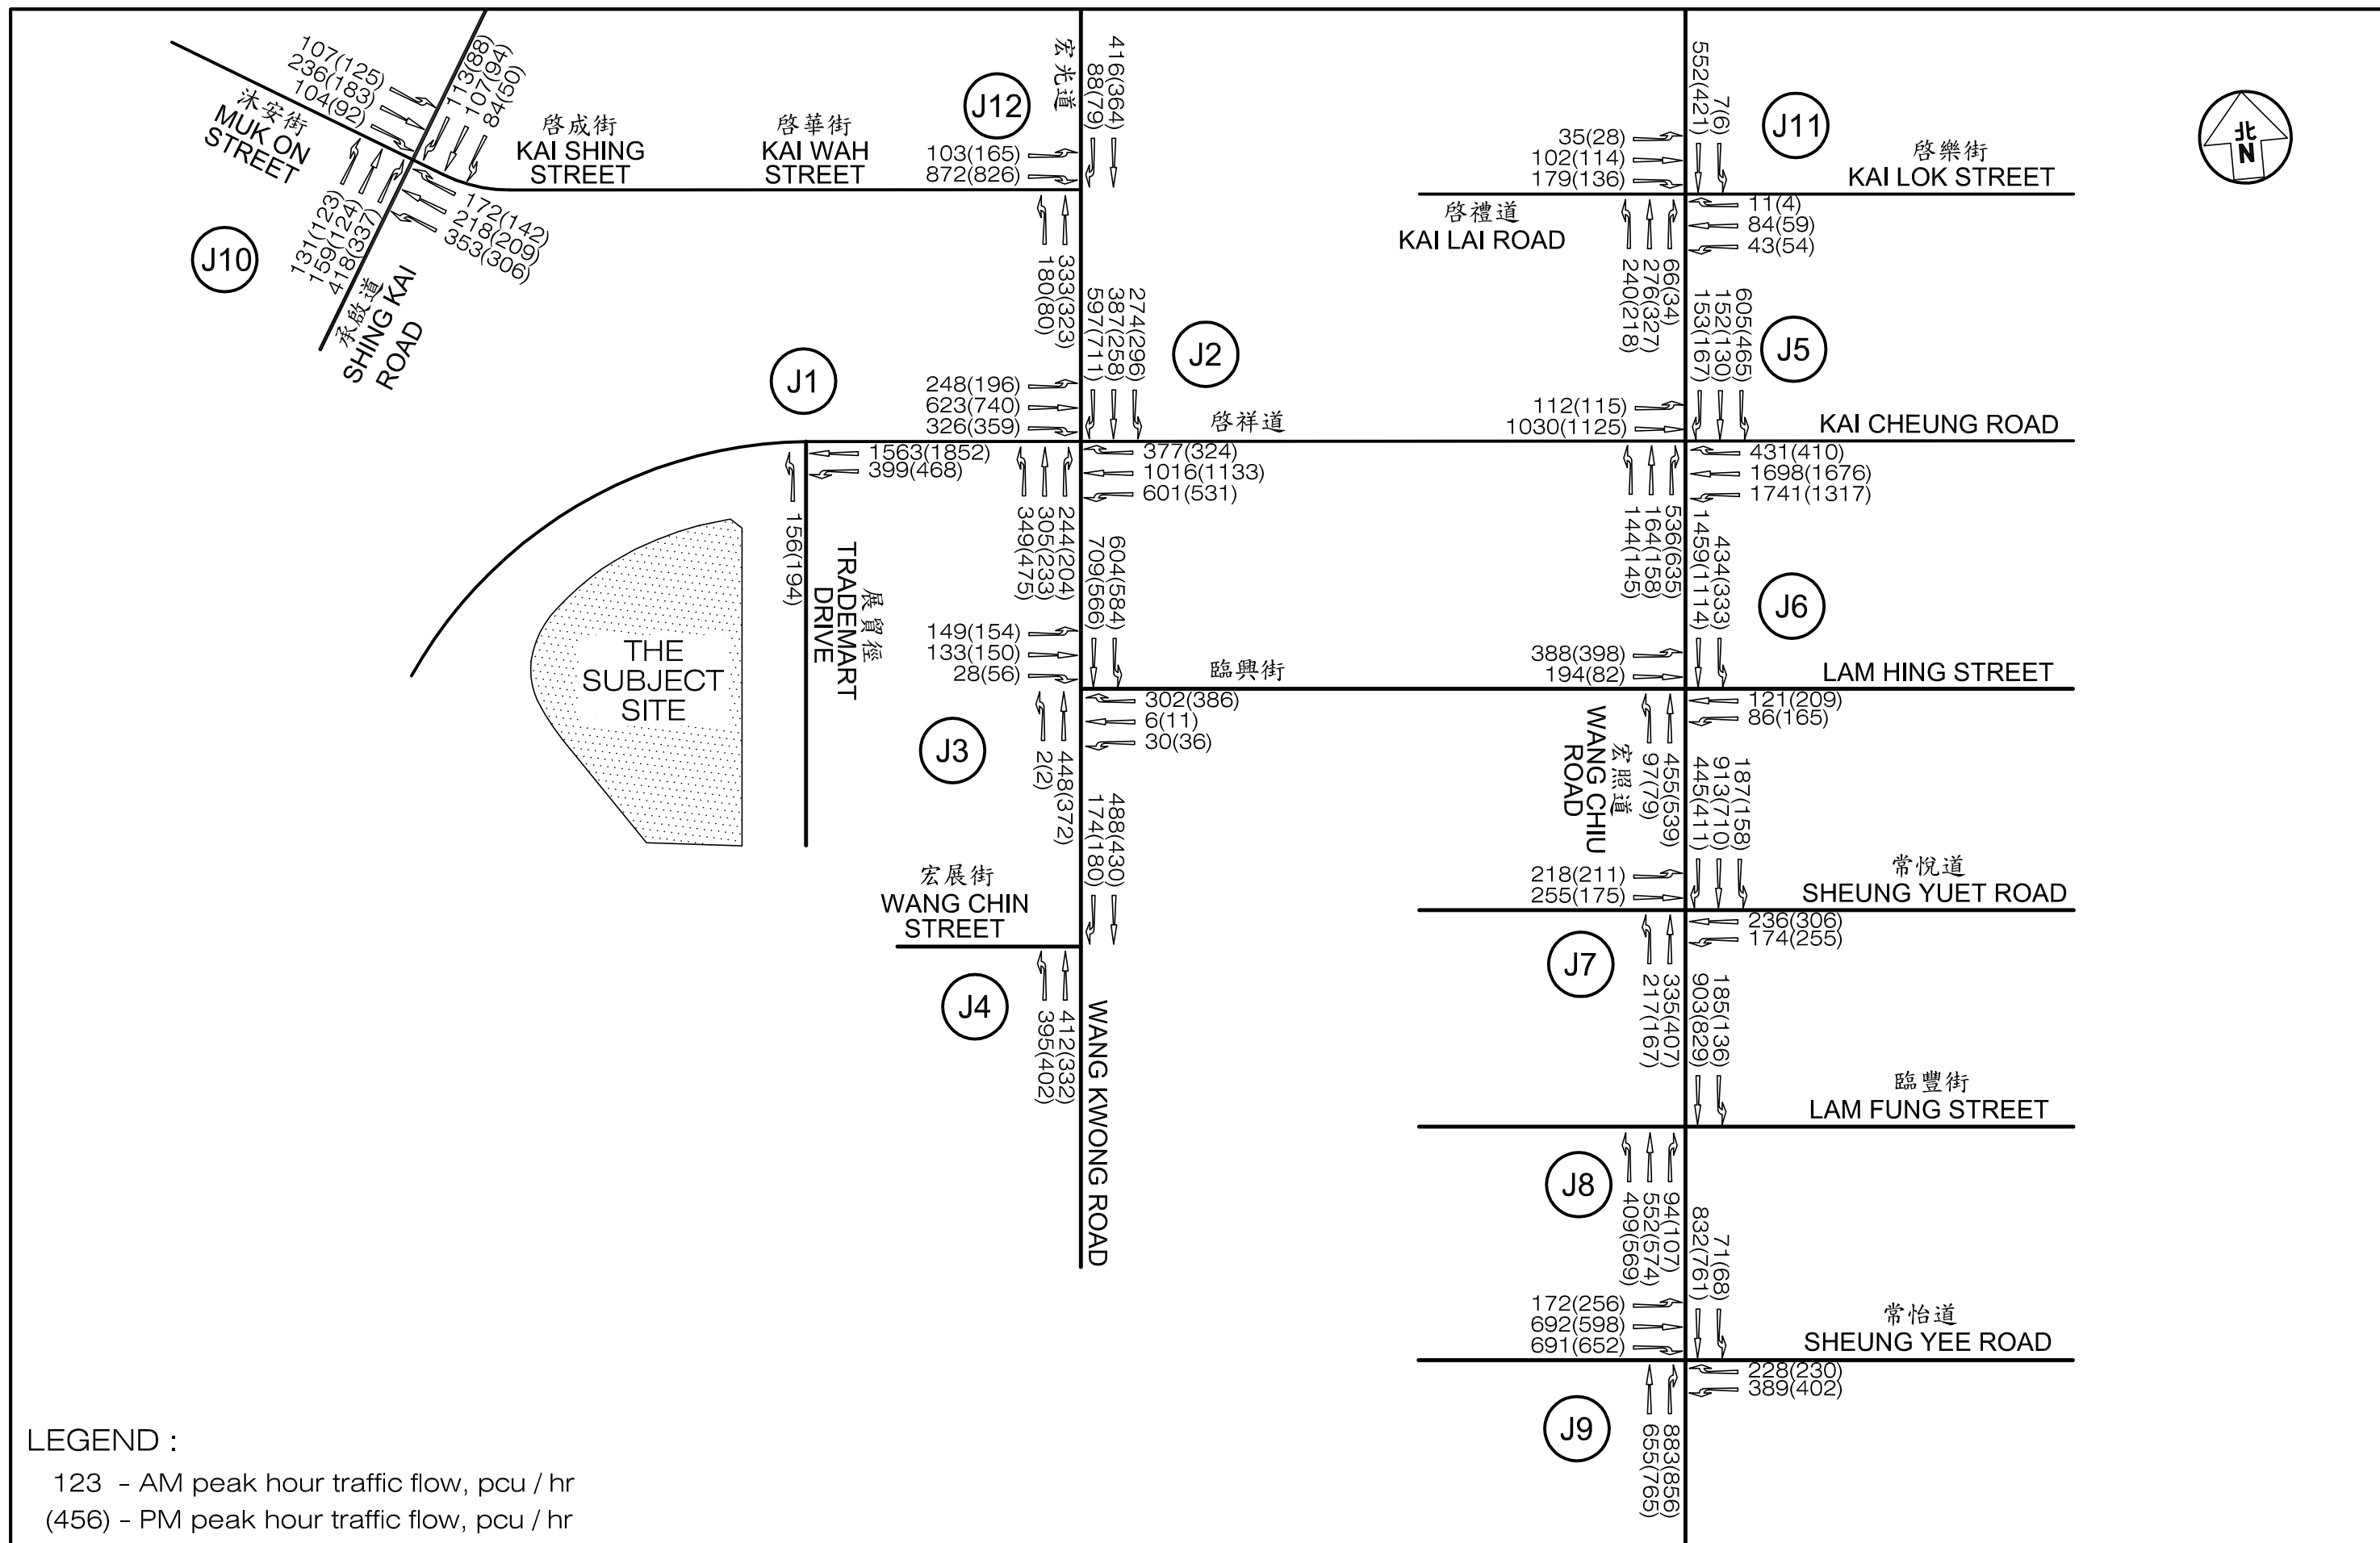 107(125)
236(183)
104(92)
113(88)
107(94)
84(50)
沐安街
MUK ON
STREET
131(123)
159(124)
418(337)
172(142)
218(209)
353(306)
J10
承啟道
SHING KAI
ROAD
啓成街
KAI SHING
STREET
啓華街
KAI WAH
STREET
J12
宏光道
416(364)
88(79)
103(165)
872(826)
333(323)
180(80)
552(421)
7(6)
J11
35(28)
102(114)
179(136)
啓樂街
KAI LOK STREET
北
N
啓禮道
KAI LAI ROAD
11(4)
84(59)
43(54)
66(34)
276(327)
240(218)
J1
J2
274(296)
387(258)
597(711)
248(196)
623(740)
326(359)
啓祥道
605(465)
152(130)
153(167)
J5
112(115)
1030(1125)
KAI CHEUNG ROAD
1563(1852)
399(468)
156(194)
377(324)
1016(1133)
601(531)
244(204)
305(233)
349(475)
431(410)
1698(1676)
1741(1317)
536(635)
164(158)
144(145)
展貿徑
TRADEMART
DRIVE
THE
SUBJECT
SITE
604(584)
709(566)
149(154)
133(150)
28(56)
臨興街
434(333)
1459(1114)
J6
388(398)
194(82)
LAM HING STREET
J3
302(386)
6(11)
30(36)
448(372)
2(2)
121(209)
86(165)
宏照道
WANG CHIU
ROAD
455(539)
97(79)
488(430)
174(180)
宏展街
WANG CHIN
STREET
187(158)
913(710)
445(411)
218(211)
255(175)
常悅道
SHEUNG YUET ROAD
J4
412(332)
395(402)
WANG KWONG ROAD
J7
236(306)
174(255)
335(407)
217(167)
185(136)
903(829)
臨豐街
LAM FUNG STREET
J8
94(107)
552(574)
409(569)
71(68)
832(761)
172(256)
692(598)
691(652)
常怡道
SHEUNG YEE ROAD
J9
228(230)
389(402)
883(856)
655(765)
LEGEND :
123 - AM peak hour traffic flow, pcu / hr
(456) - PM peak hour traffic flow, pcu / hr